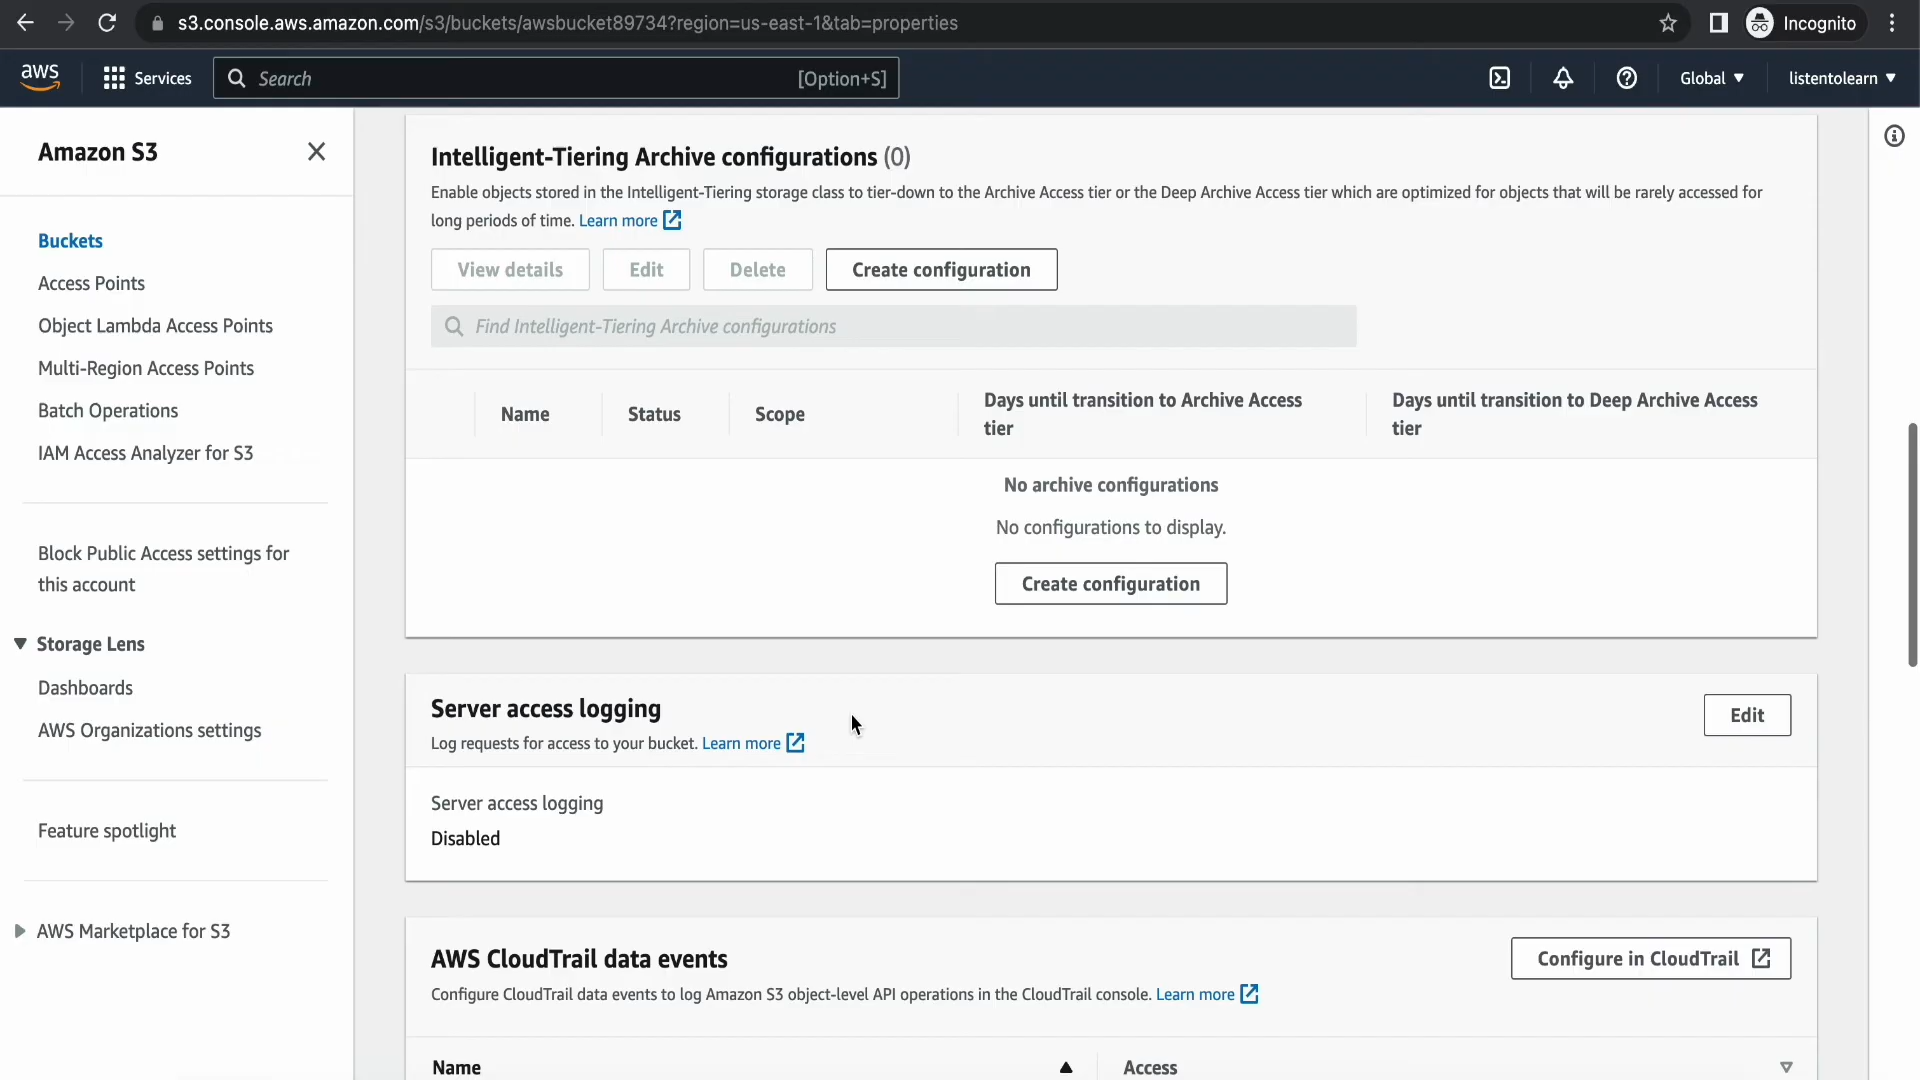 s3.console.aws.amazon.com/s3/buckets/awsbucket89734?region=us-east-1&tab=properties
Incognito
aws
Services
Search
[Option+S]
Global
listentolearn
Amazon S3
Buckets
Access Points
Object Lambda Access Points
Multi-Region Access Points
Batch Operations
IAM Access Analyzer for S3
Block Public Access settings for
this account
Storage Lens
Dashboards
AWS Organizations settings
Feature spotlight
AWS Marketplace for S3
Intelligent-Tiering Archive configurations (0)
Enable objects stored in the Intelligent-Tiering storage class to tier-down to the Archive Access tier or the Deep Archive Access tier which are optimized for objects that will be rarely accessed for
long periods of time. Learn more
View details
Edit
Delete
Create configuration
Find Intelligent-Tiering Archive configurations
Name
Status
Scope
Days until transition to Archive Access
tier
Days until transition to Deep Archive Access
tier
No archive configurations
No configurations to display.
Create configuration
Server access logging
Edit
Log requests for access to your bucket. Learn more
Server access logging
Disabled
AWS CloudTrail data events
Configure in CloudTrail
Configure CloudTrail data events to log Amazon S3 object-level API operations in the CloudTrail console. Learn more
Name
Access